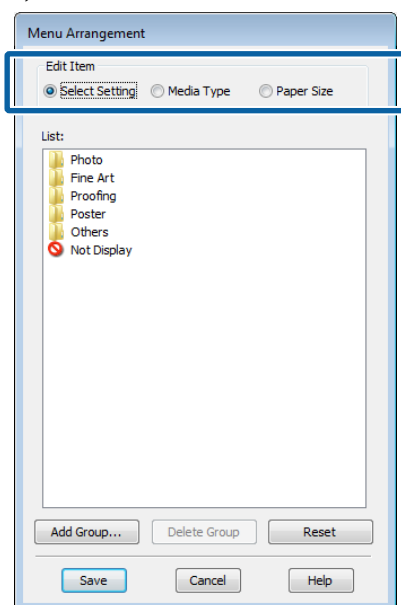 Menu Arrangement
Edit Item
Select Setting Media Type Paper Size
List:
Photo
Fine Art
Proofing
Poster
Others
Not Display
Add Group... Delete Group Reset
Save Cancel Help